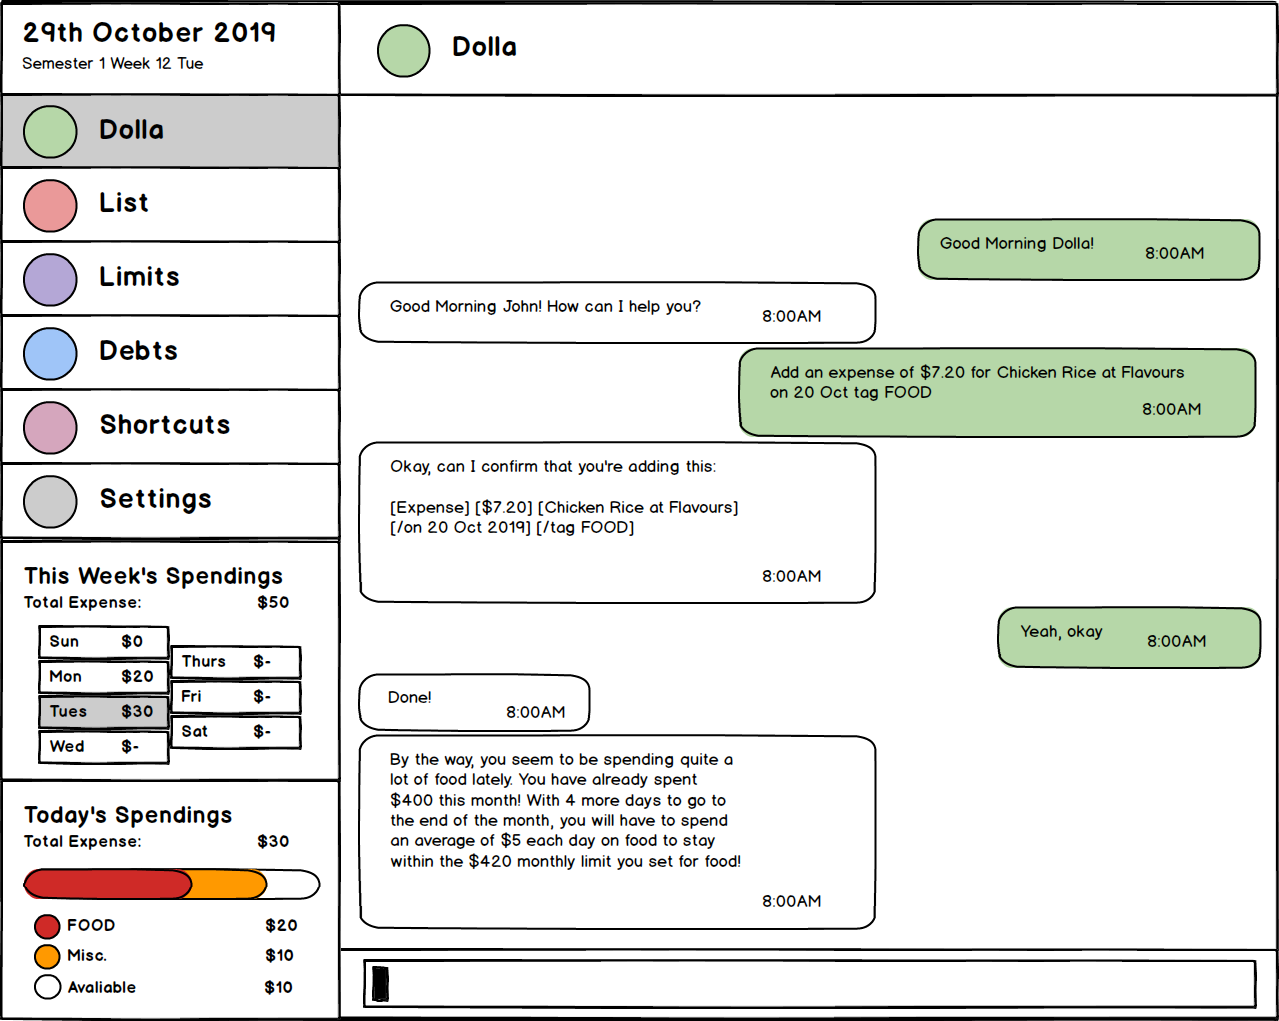 29th October 2019
Semester 1 Week 12 Tue
Dolla
List
Limits
Debts
Shortcuts
Settings
This Week's Spendings
Total Expense: $50
Sun $0
Mon $20
Tues $30
Wed $-
Thurs $-
Fri $-
Sat $-
Today's Spendings
Total Expense: $30
FOOD $20
Misc. $10
Avaliable $10
Dolla
Good Morning Dolla!
8:00AM
Good Morning John! How can I help you?
8:00AM
Add an expense of $7.20 for Chicken Rice at Flavours
on 20 Oct tag FOOD
8:00AM
Okay, can I confirm that you're adding this:
[Expense] [$7.20] [Chicken Rice at Flavours]
[/on 20 Oct 2019] [/tag FOOD]
8:00AM
Yeah, okay
8:00AM
Done!
8:00AM
By the way, you seem to be spending quite a
lot of food lately. You have already spent
$400 this month! With 4 more days to go to
the end of the month, you will have to spend
an average of $5 each day on food to stay
within the $420 monthly limit you set for food!
8:00AM